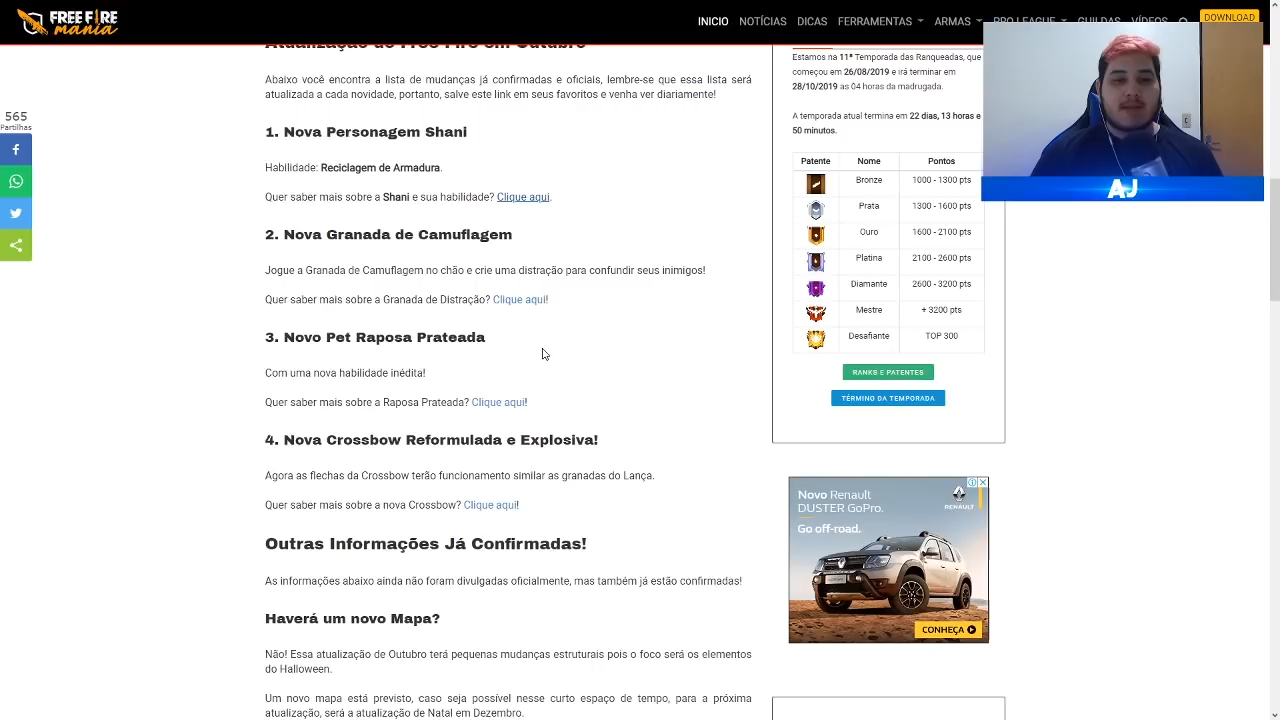 FREE FIRE
mania
INICIO NOTÍCIAS DICAS FERRAMENTAS ARMAS PRO LEAGUE GUILDAS VÍDEOS DOWNLOAD
565
Partilhas
Atualização do Free Fire em Outubro
Abaixo você encontra a lista de mudanças já confirmadas e oficiais, lembre-se que essa lista será
atualizada a cada novidade, portanto, salve este link em seus favoritos e venha ver diariamente!
1. Nova Personagem Shani
Habilidade: Reciclagem de Armadura.
Quer saber mais sobre a Shani e sua habilidade? Clique aqui.
2. Nova Granada de Camuflagem
Jogue a Granada de Camuflagem no chão e crie uma distração para confundir seus inimigos!
Quer saber mais sobre a Granada de Distração? Clique aqui!
3. Novo Pet Raposa Prateada
Com uma nova habilidade inédita!
Quer saber mais sobre a Raposa Prateada? Clique aqui!
4. Nova Crossbow Reformulada e Explosiva!
Agora as flechas da Crossbow terão funcionamento similar as granadas do Lança.
Quer saber mais sobre a nova Crossbow? Clique aqui!
Outras Informações Já Confirmadas!
As informações abaixo ainda não foram divulgadas oficialmente, mas também já estão confirmadas!
Haverá um novo Mapa?
Não! Essa atualização de Outubro terá pequenas mudanças estruturais pois o foco será os elementos
do Halloween.
Um novo mapa está previsto, caso seja possível nesse curto espaço de tempo, para a próxima
atualização, será a atualização de Natal em Dezembro.
Estamos na 11ª Temporada das Ranqueadas, que
começou em 26/08/2019 e irá terminar em
28/10/2019 as 04 horas da madrugada.
A temporada atual termina em 22 dias, 13 horas e
50 minutos.
Patente Nome Pontos
Bronze 1000 - 1300 pts
Prata 1300 - 1600 pts
Ouro 1600 - 2100 pts
Platina 2100 - 2600 pts
Diamante 2600 - 3200 pts
Mestre + 3200 pts
Desafiante TOP 300
RANKS E PATENTES
TÉRMINO DA TEMPORADA
AJ
Novo Renault
DUSTER GoPro.
Go off-road.
RENAULT
CONHEÇA